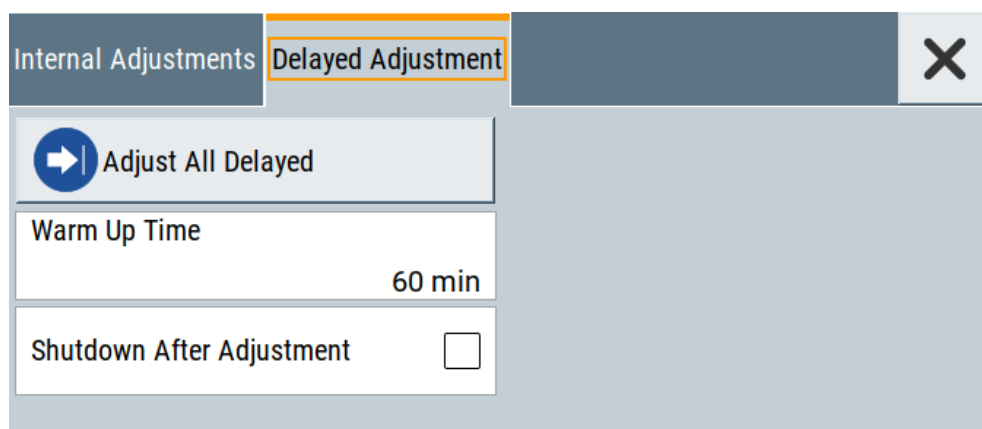 Internal Adjustments Delayed Adjustment
Adjust All Delayed
Warm Up Time
60 min
Shutdown After Adjustment